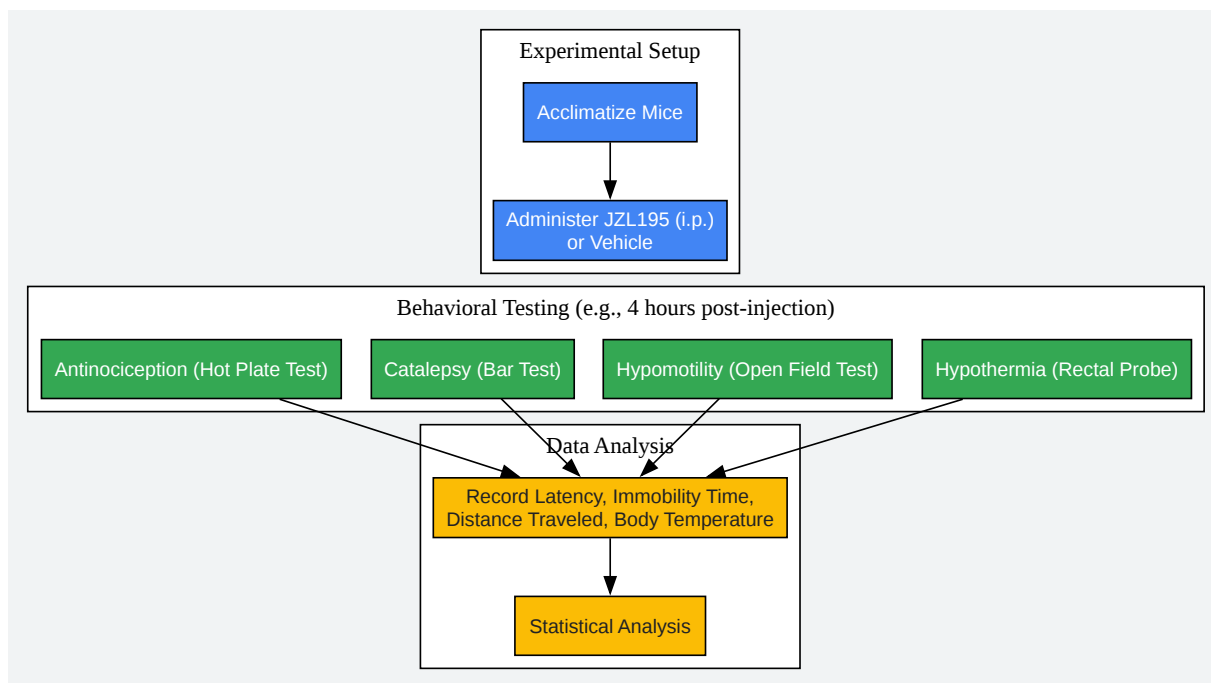 Experimental Setup
Acclimatize Mice
Administer JZL195 (i.p.)
or Vehicle
Behavioral Testing (e.g., 4 hours post-injection)
Antinociception (Hot Plate Test)
Catalepsy (Bar Test)
Hypomotility (Open Field Test)
Hypothermia (Rectal Probe)
Data Analysis
Record Latency, Immobility Time,
Distance Traveled, Body Temperature
Statistical Analysis